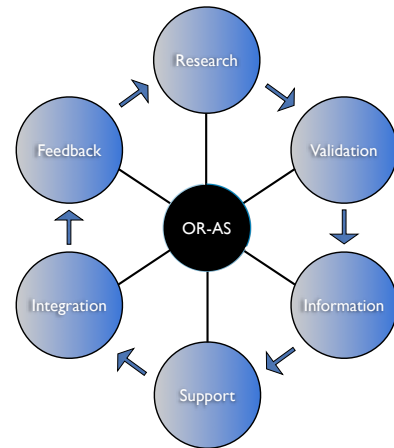 Research
Feedback
Validation
OR-AS
Integration
Information
Support